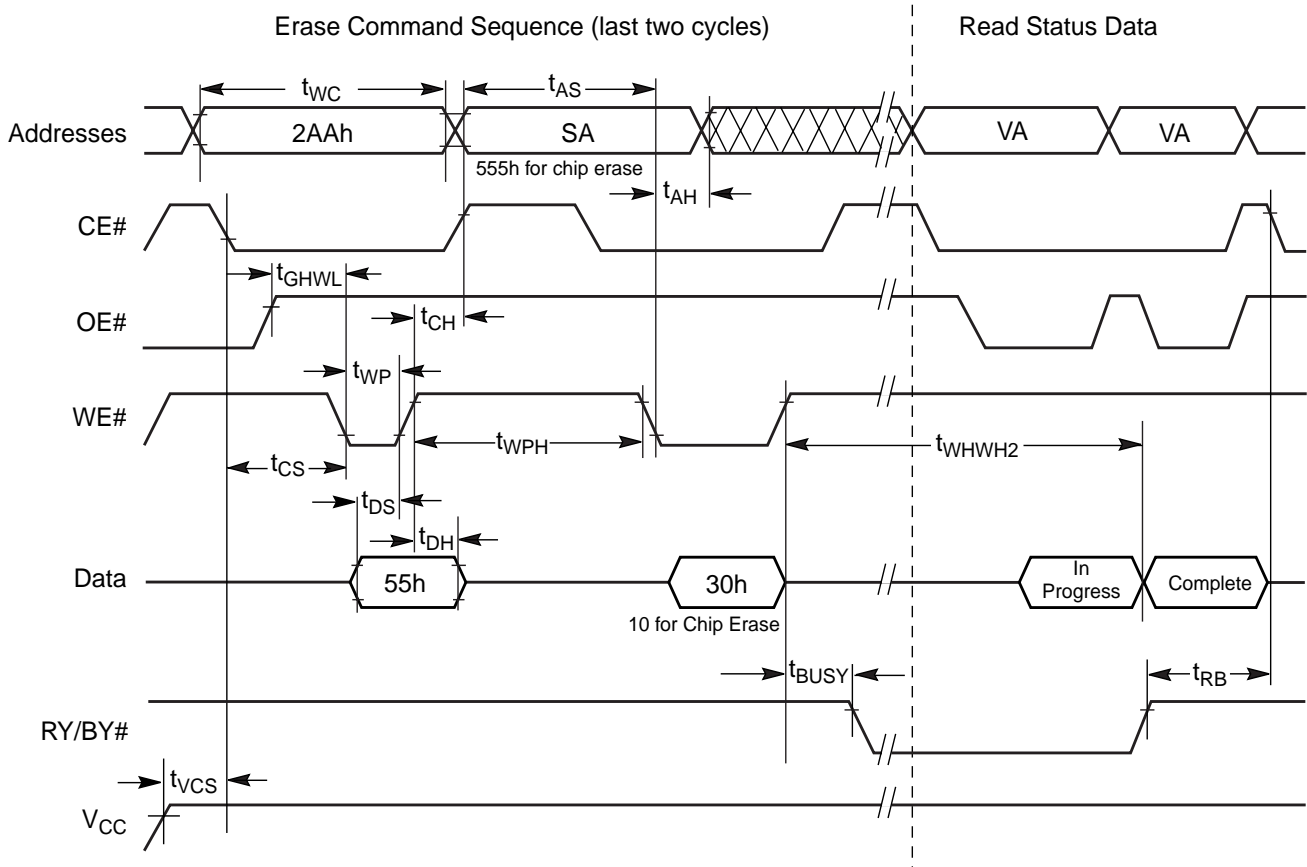 Erase Command Sequence (last two cycles)
Read Status Data
tWC
tAS
Addresses
2AAh
SA
VA
VA
555h for chip erase
tAH
CE#
tGHWL
OE#
tCH
tWP
WE#
tWPH
tWHWH2
tCS
tDS
tDH
Data
55h
30h
In
Progress
Complete
10 for Chip Erase
tBUSY
tRB
RY/BY#
tVCS
VCC